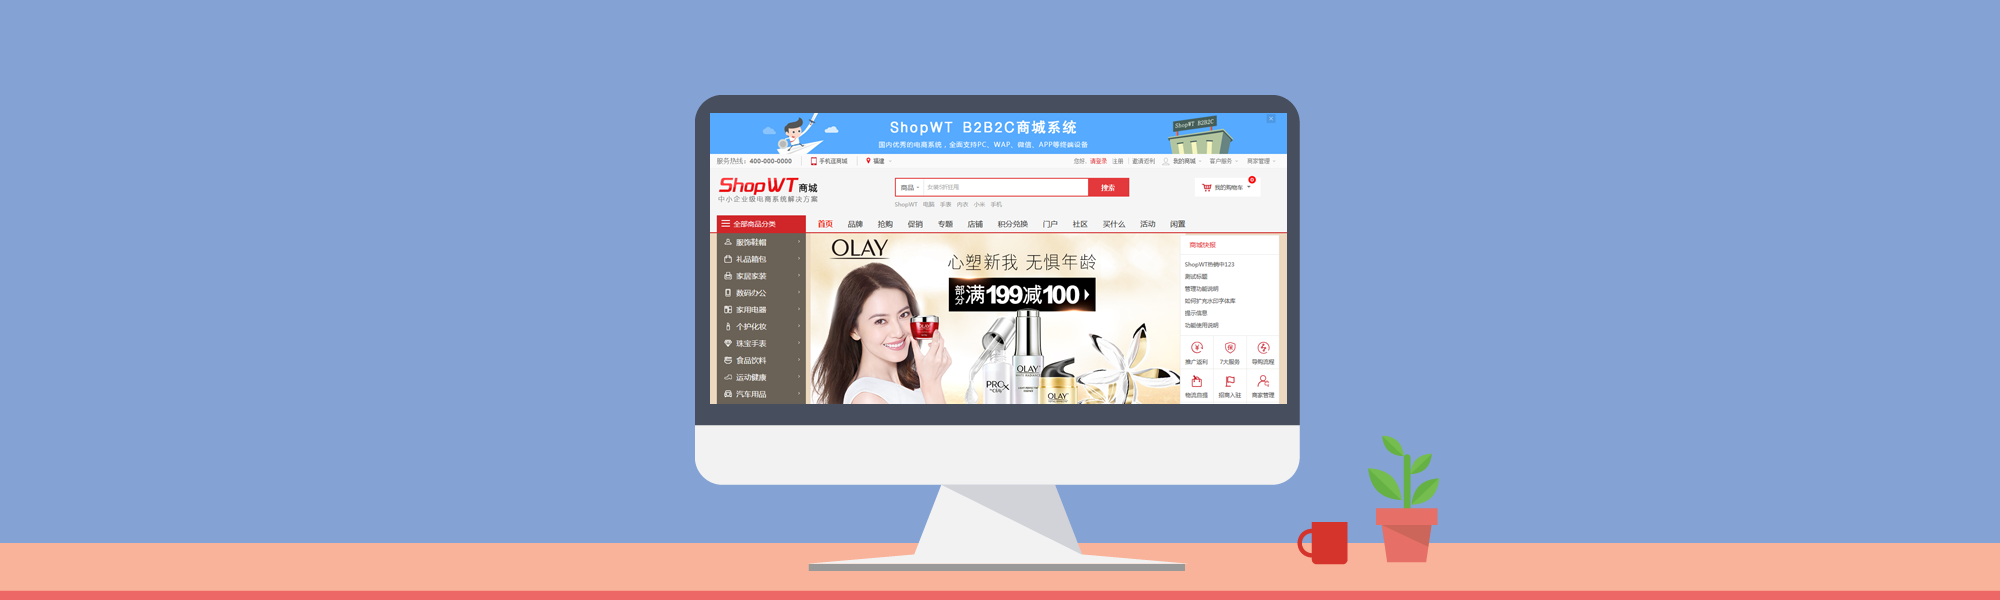 ShopWT B2B2C商城系统
ShopWT B2B2C
国内优秀的电商系统，全面支持PC、WAP、微信、APP等终端设备
服务热线：400-000-0000 手机逛商城 福建 您好, 请登录 注册 邀请返利 我的商城 客户服务 商家管理
ShopWT 商城
中小企业级电商系统解决方案
商品 搜索 我的购物车 0
ShopWT 电脑 手表 内衣 小米 手机
全部商品分类 首页 品牌 抢购 促销 专题 店铺 积分兑换 门户 社区 买什么 活动 闲置
服饰鞋帽
礼品箱包
家居家装
数码办公
家用电器
个护化妆
珠宝手表
食品饮料
运动健康
汽车用品
OLAY
心塑新我 无惧年龄
部分满199减100
OLAY
PROX
OLAY
OLAY
商城快报
ShopWT热销中123
测试标题
管理功能说明
如何扩充水印字体库
提示信息
功能使用说明
推广返利 7大服务 导购流程
物流自提 招商入驻 商家管理